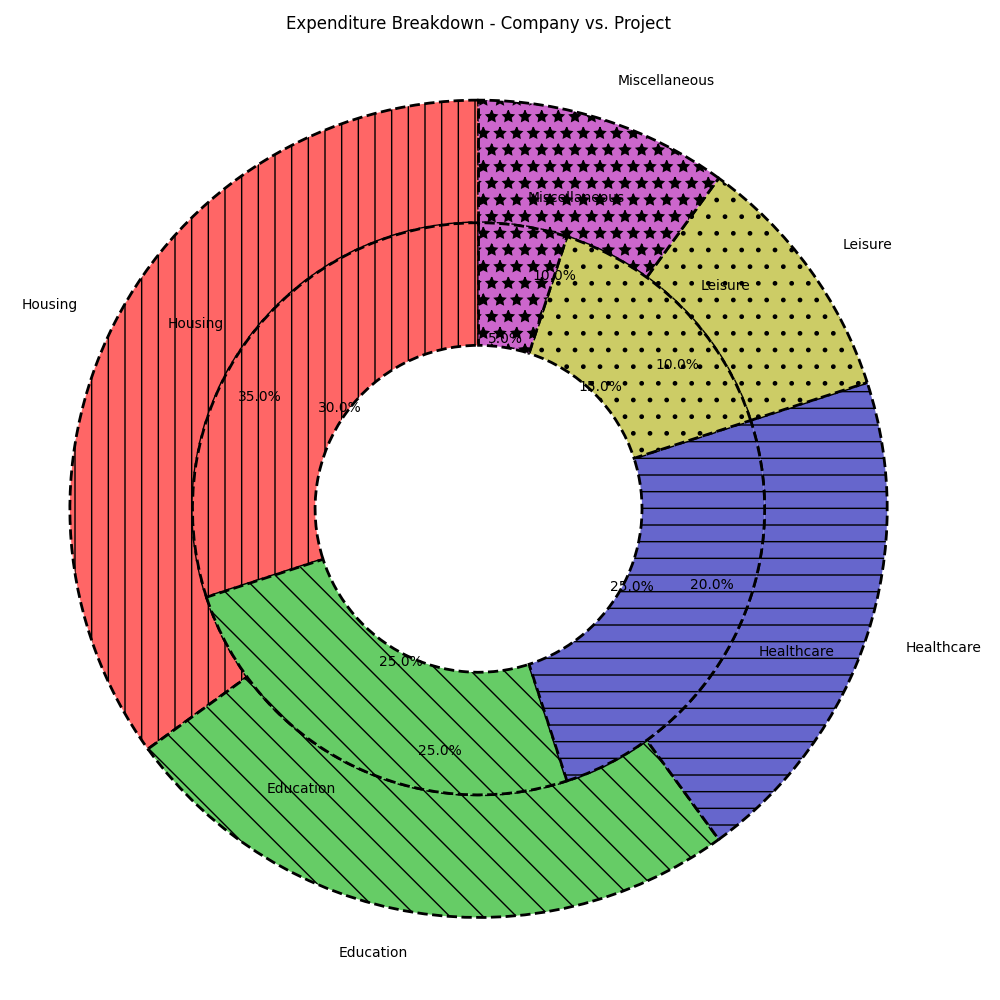 Expenditure Breakdown - Company vs. Project
Miscellaneous
Miscellaneous
Leisure
10.0%
Leisure
Housing
Housing
5.0%
10.0%
15.0%
35.0%
30.0%
25.0%
20.0%
Healthcare
Healthcare
25.0%
25.0%
Education
Education